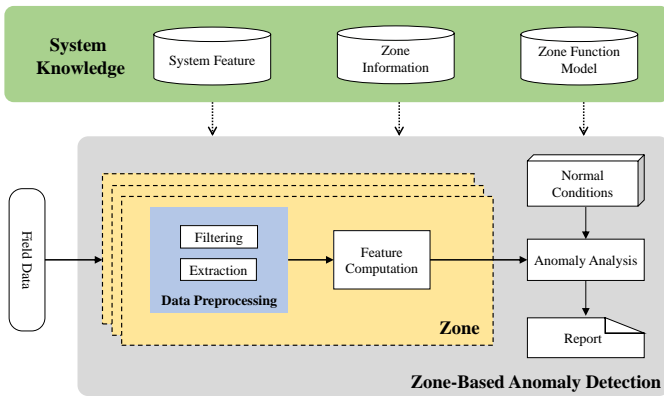 System
Knowledge
System Feature
Zone
Information
Zone Function
Model
Field Data
Filtering
Extraction
Data Preprocessing
Feature
Computation
Zone
Normal
Conditions
Anomaly Analysis
Report
Zone-Based Anomaly Detection